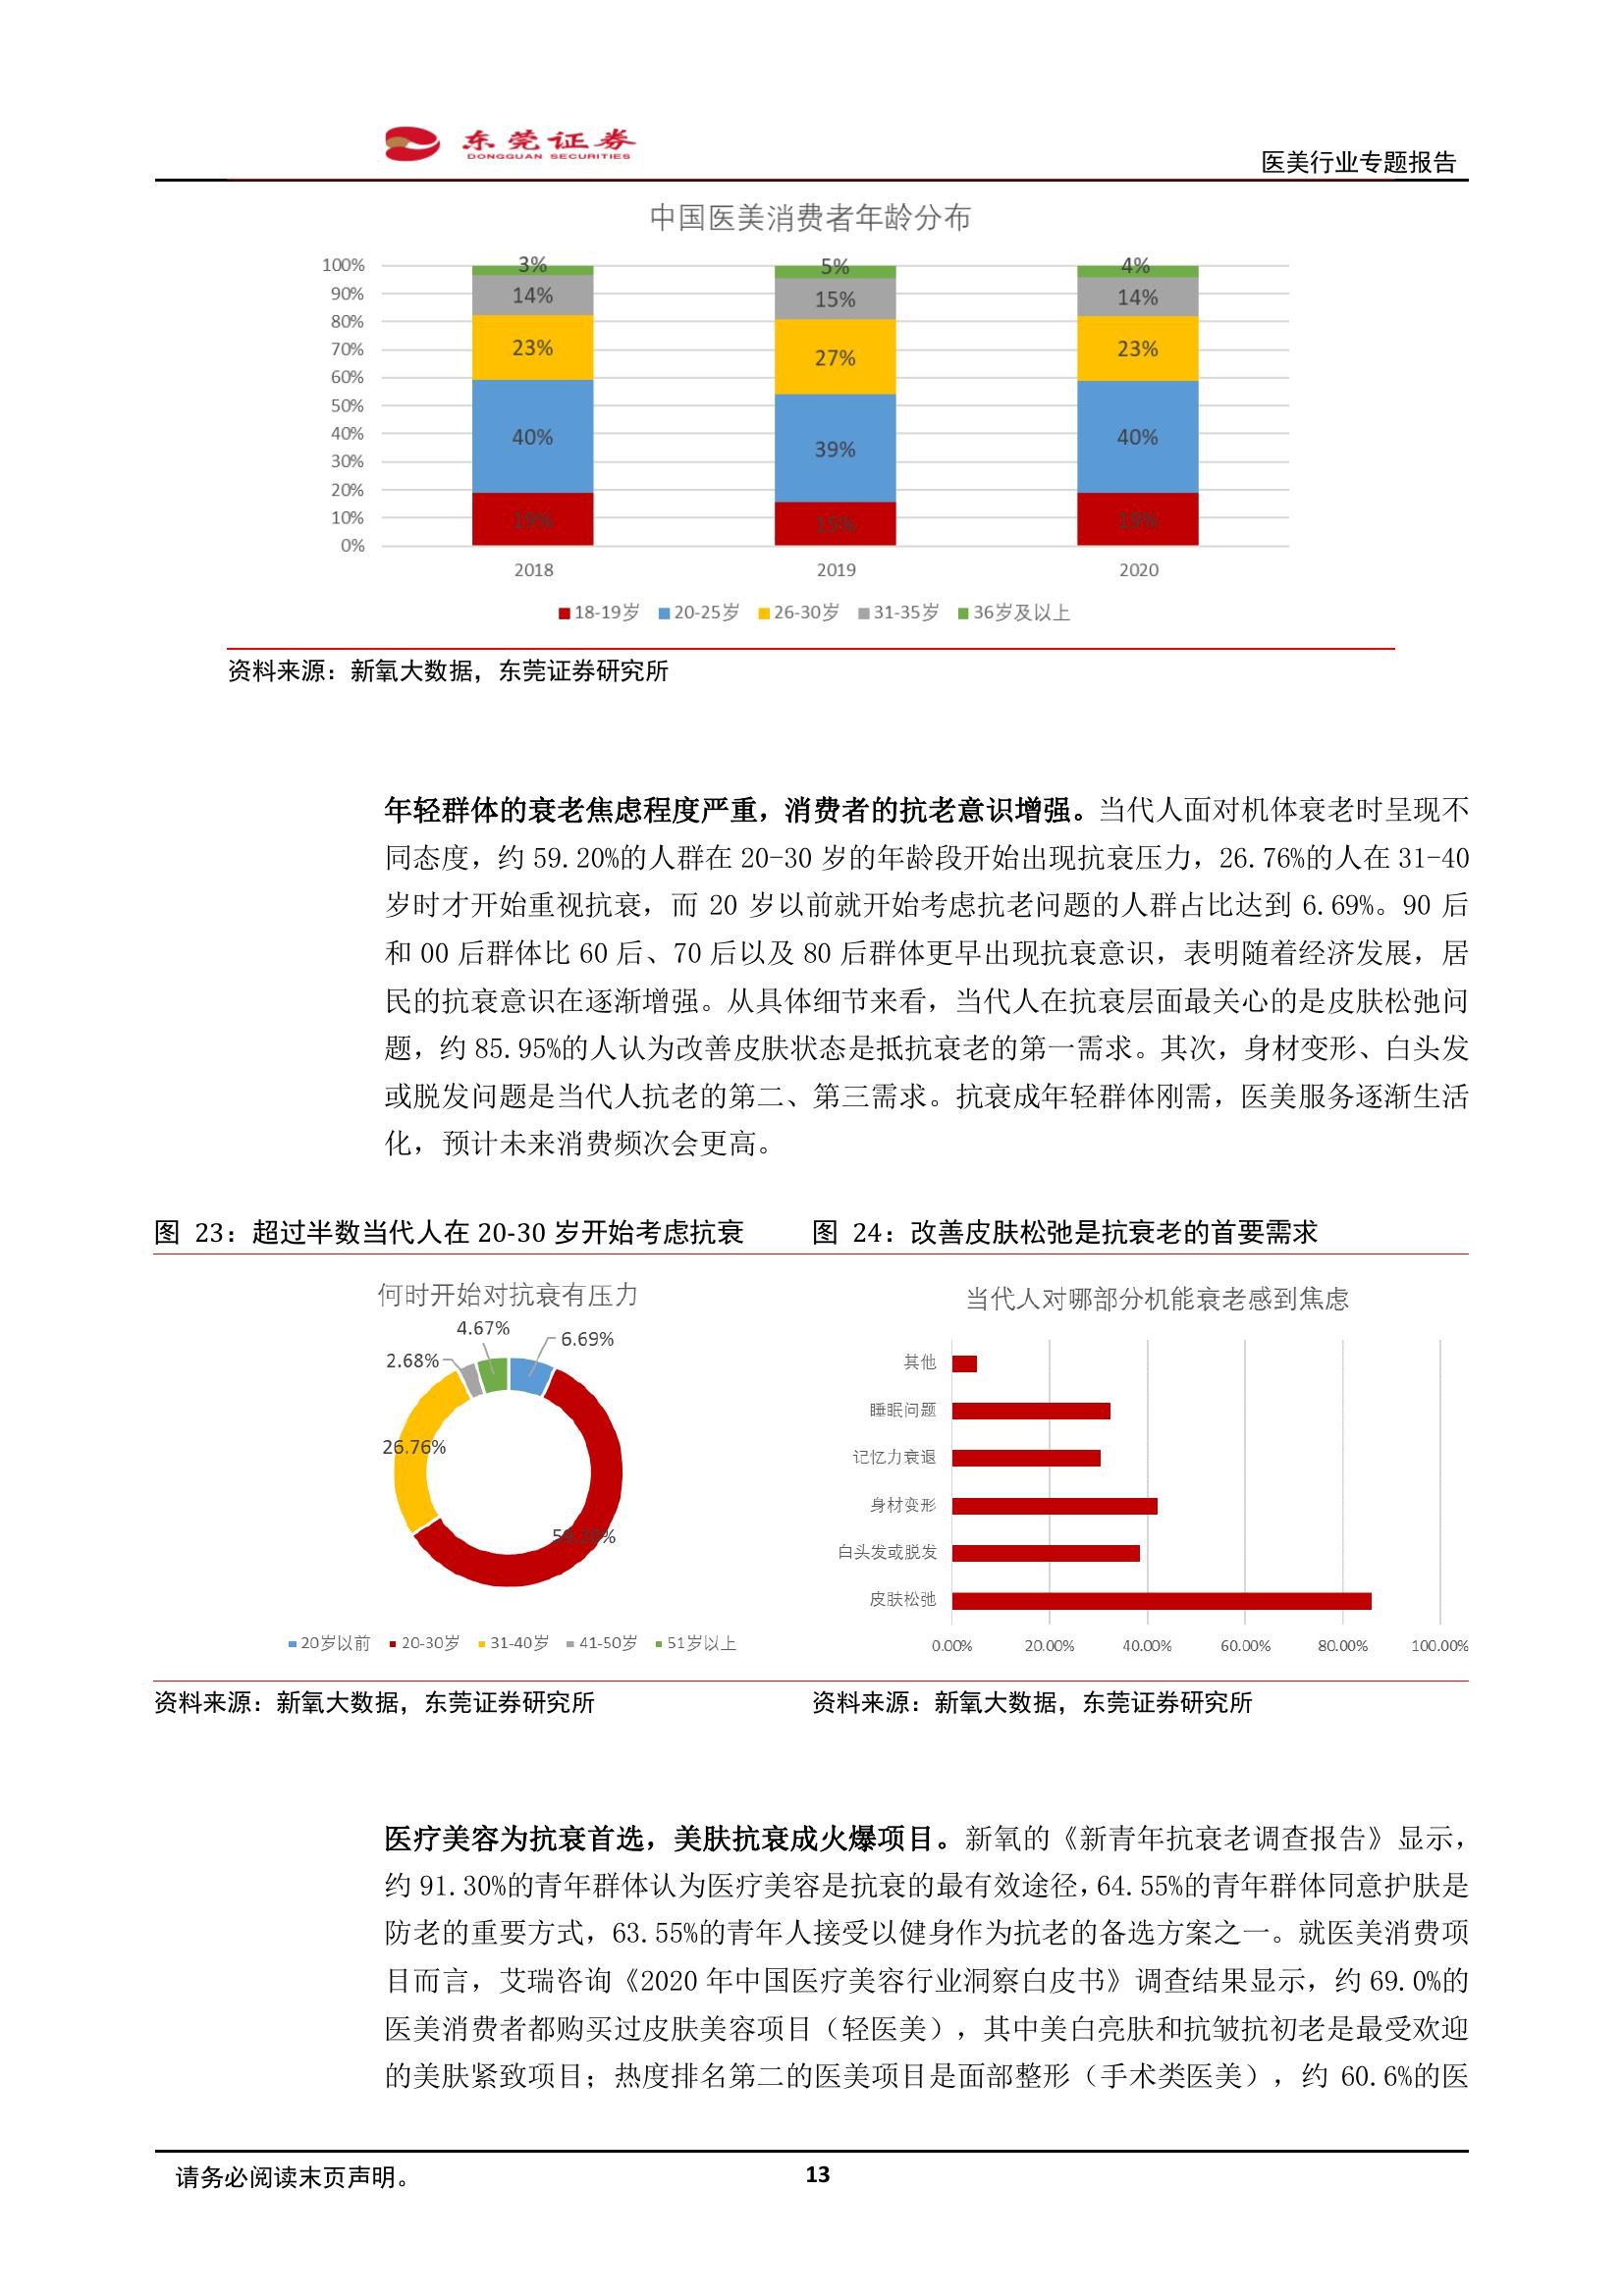 东莞证券
DONGGUAN SECURITIES
医美行业专题报告
中国医美消费者年龄分布
100%
90%
80%
70%
60%
50%
40%
30%
20%
10%
0%
3%
14%
23%
40%
19%
5%
15%
27%
39%
15%
4%
14%
23%
40%
19%
2018
2019
2020
18-19岁 20-25岁 26-30岁 31-35岁 36岁及以上
资料来源：新氧大数据，东莞证券研究所
年轻群体的衰老焦虑程度严重，消费者的抗老意识增强。当代人面对机体衰老时呈现不
同态度，约 59.20%的人群在 20-30 岁的年龄段开始出现抗衰压力，26.76%的人在 31-40
岁时才开始重视抗衰，而 20 岁以前就开始考虑抗老问题的人群占比达到 6.69%。90 后
和 00 后群体比 60 后、70 后以及 80 后群体更早出现抗衰意识，表明随着经济发展，居
民的抗衰意识在逐渐增强。从具体细节来看，当代人在抗衰层面最关心的是皮肤松弛问
题，约 85.95%的人认为改善皮肤状态是抵抗衰老的第一需求。其次，身材变形、白头发
或脱发问题是当代人抗老的第二、第三需求。抗衰成年轻群体刚需，医美服务逐渐生活
化，预计未来消费频次会更高。
图 23：超过半数当代人在 20-30 岁开始考虑抗衰
何时开始对抗衰有压力
4.67%
6.69%
2.68%
26.76%
59.20%
20岁以前 20-30岁 31-40岁 41-50岁 51岁以上
资料来源：新氧大数据，东莞证券研究所
图 24：改善皮肤松弛是抗衰老的首要需求
当代人对哪部分机能衰老感到焦虑
其他
睡眠问题
记忆力衰退
身材变形
白头发或脱发
皮肤松弛
0.00% 20.00% 40.00% 60.00% 80.00% 100.00%
资料来源：新氧大数据，东莞证券研究所
医疗美容为抗衰首选，美肤抗衰成火爆项目。新氧的《新青年抗衰老调查报告》显示，
约 91.30%的青年群体认为医疗美容是抗衰的最有效途径，64.55%的青年群体同意护肤是
防老的重要方式，63.55%的青年人接受以健身作为抗老的备选方案之一。就医美消费项
目而言，艾瑞咨询《2020 年中国医疗美容行业洞察白皮书》调查结果显示，约 69.0%的
医美消费者都购买过皮肤美容项目（轻医美），其中美白亮肤和抗皱抗初老是最受欢迎
的美肤紧致项目；热度排名第二的医美项目是面部整形（手术类医美），约 60.6%的医
请务必阅读末页声明。
13